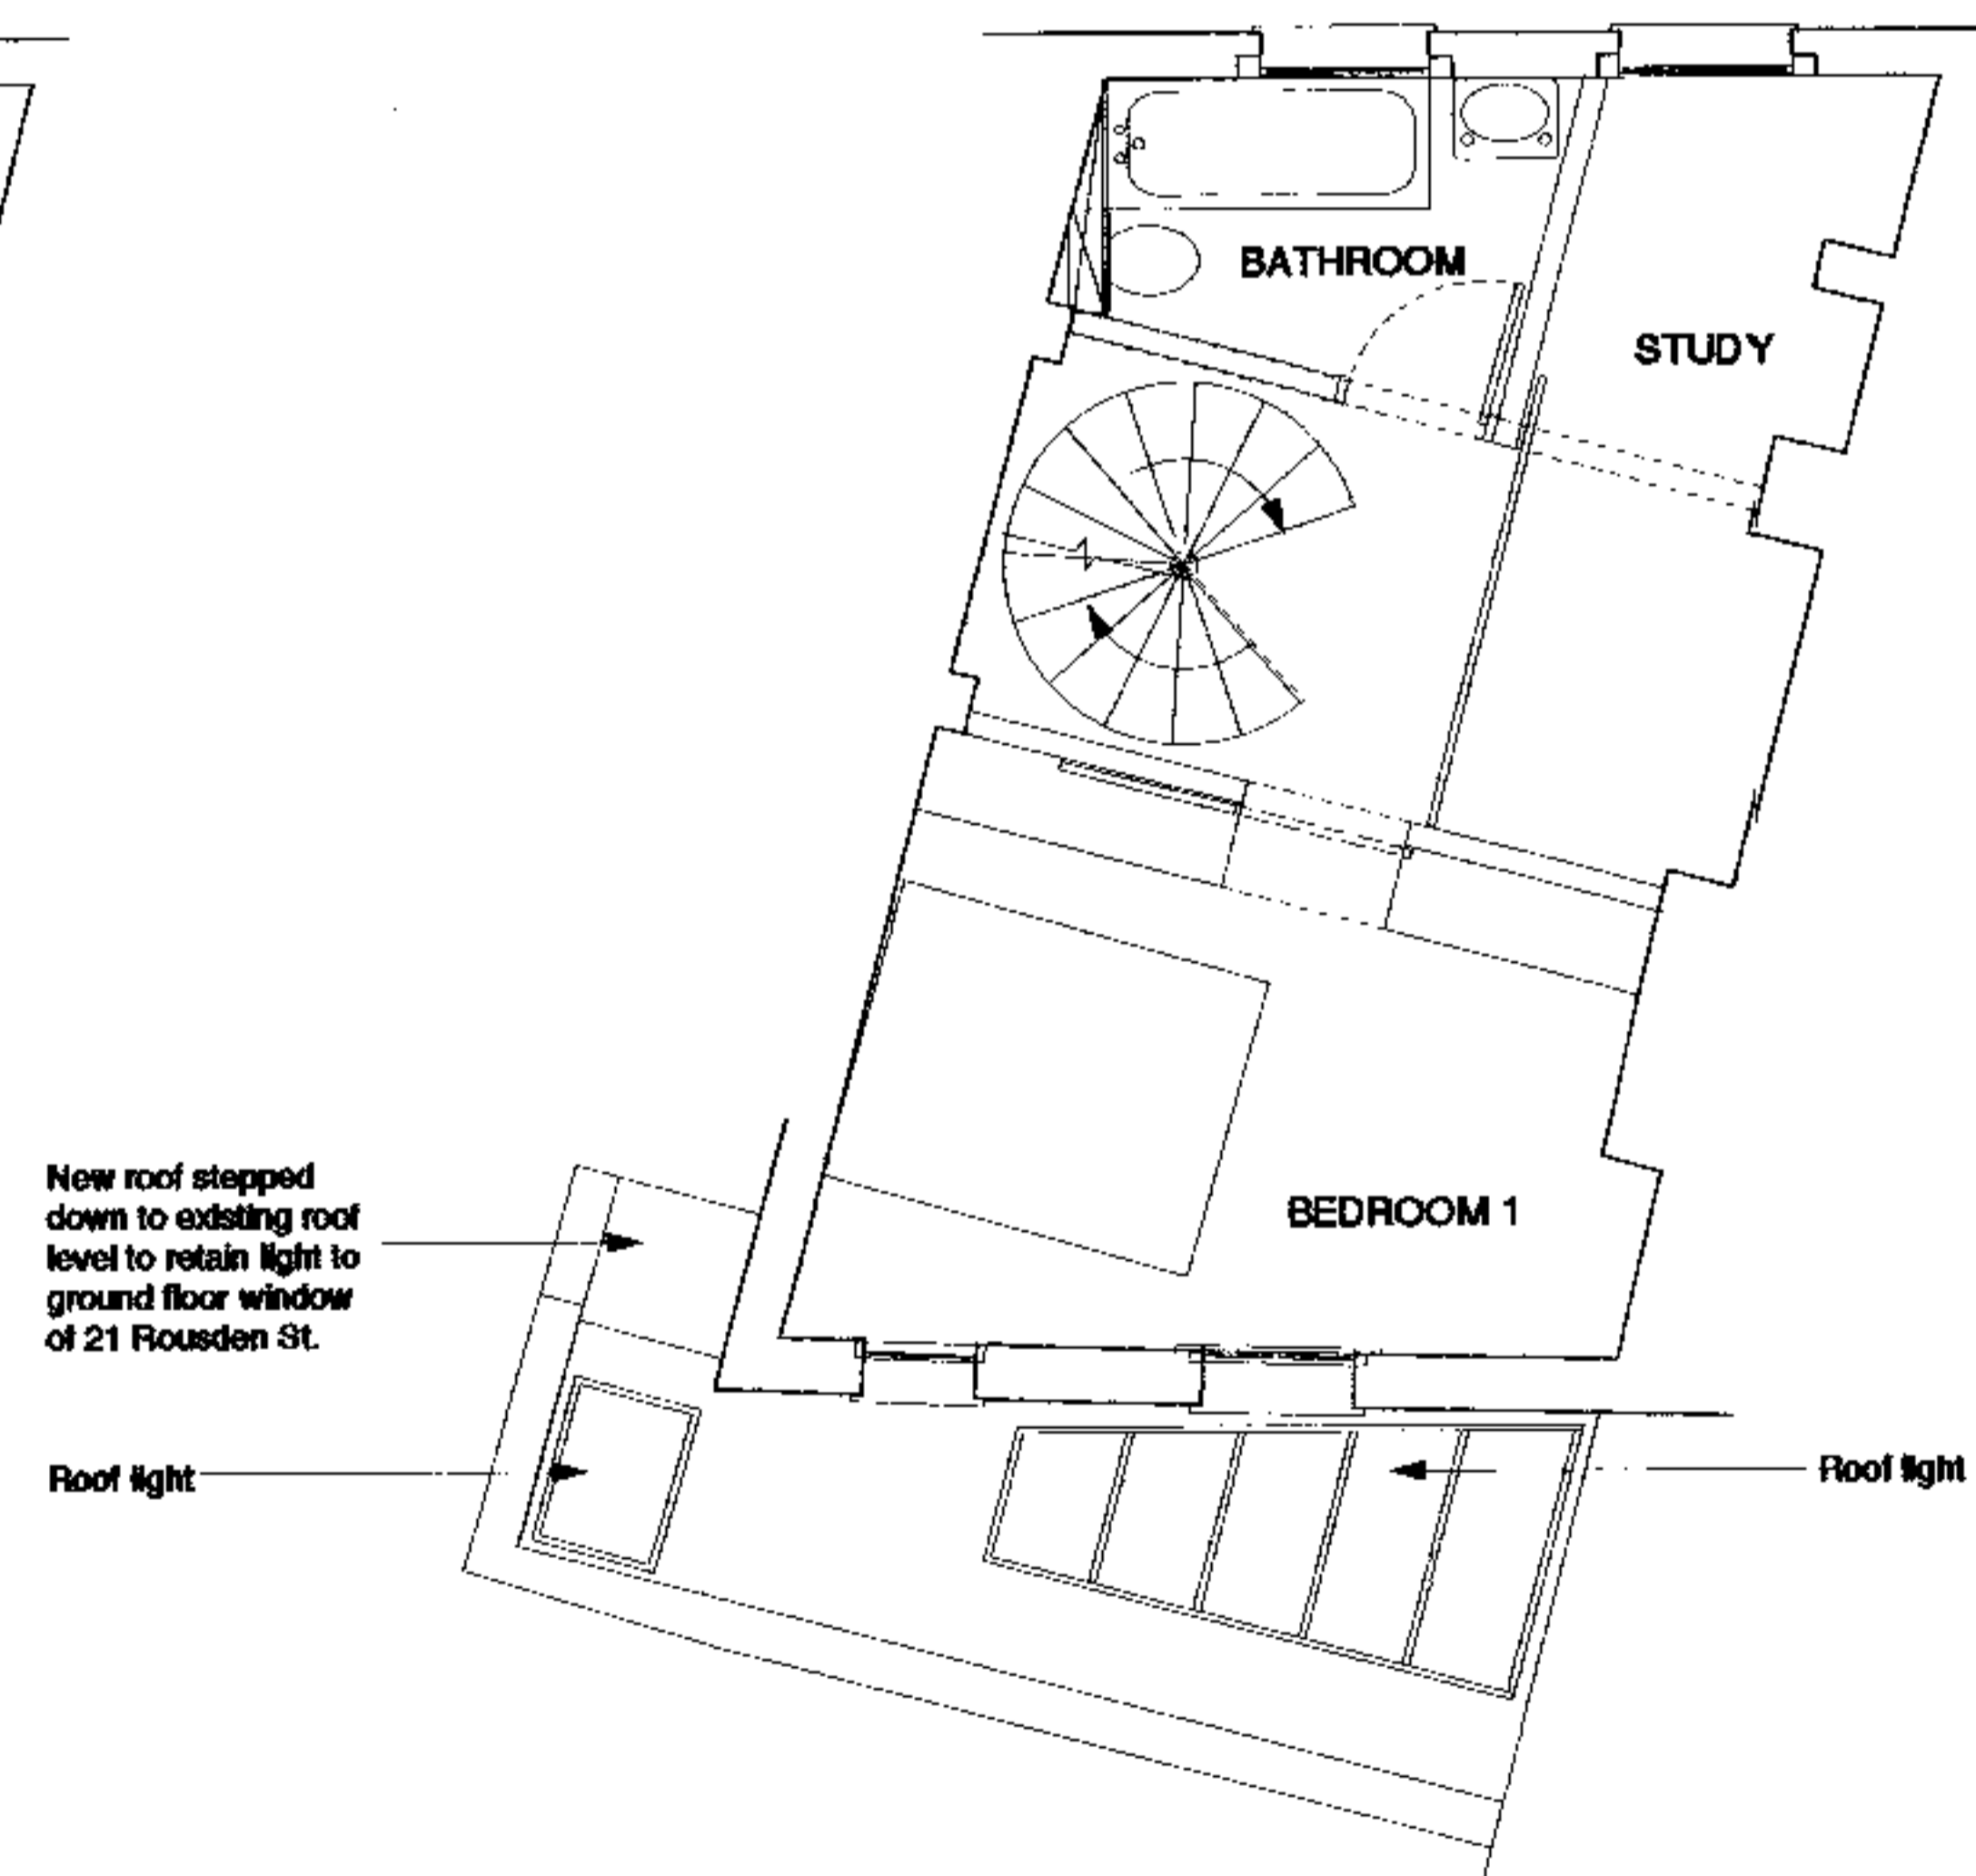 BATHROOM
STUDY
New roof stepped
down to existing roof
level to retain light to
ground floor window
of 21 Rousden St.
BEDROOM 1
Roof light
Roof light